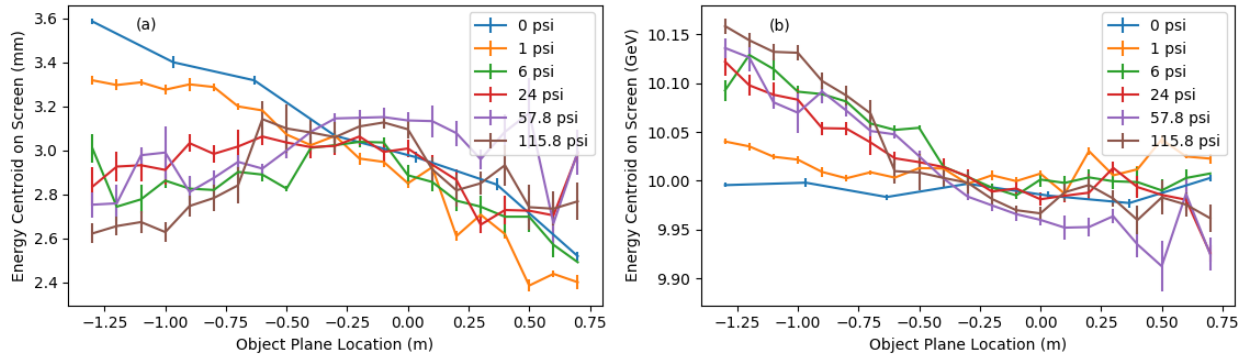 (a)
0 psi
1 psi
6 psi
24 psi
57.8 psi
115.8 psi
Energy Centroid on Screen (mm)
3.6
3.4
3.2
3.0
2.8
2.6
2.4
−1.25 −1.00 −0.75 −0.50 −0.25 0.00 0.25 0.50 0.75
Object Plane Location (m)
(b)
0 psi
1 psi
6 psi
24 psi
57.8 psi
115.8 psi
Energy Centroid on Screen (GeV)
10.15
10.10
10.05
10.00
9.95
9.90
−1.25 −1.00 −0.75 −0.50 −0.25 0.00 0.25 0.50 0.75
Object Plane Location (m)